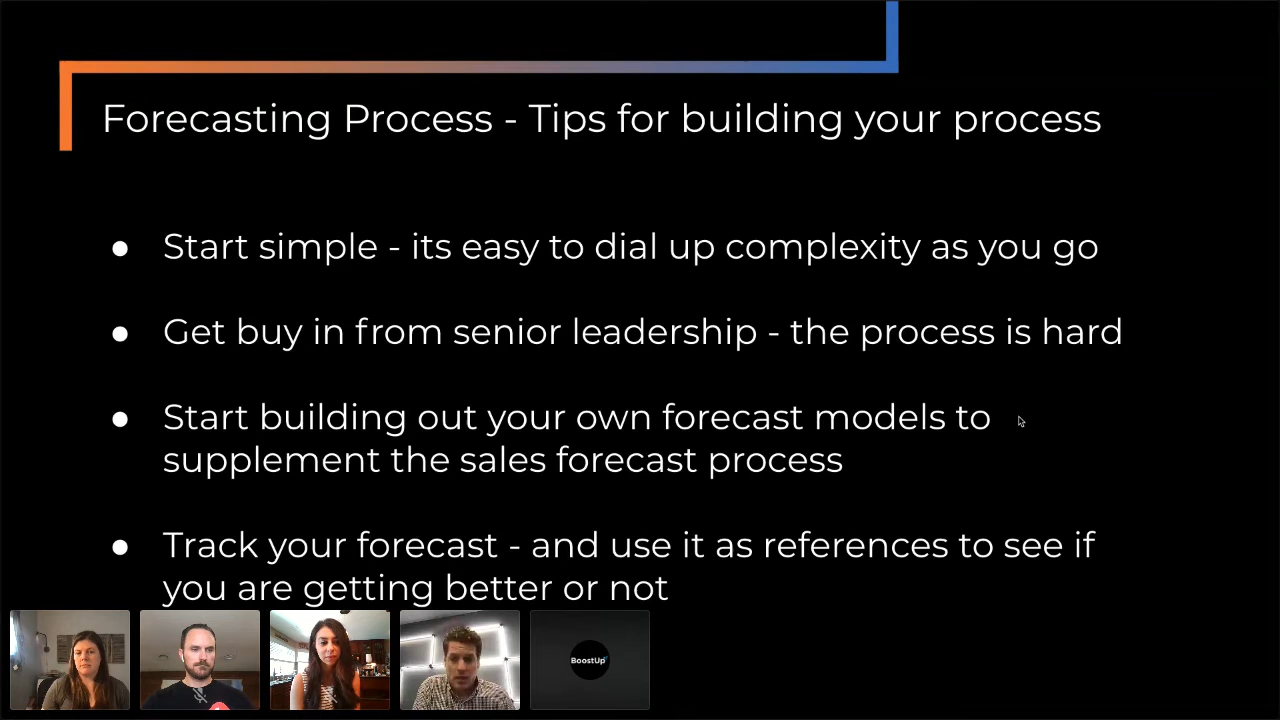 Forecasting Process - Tips for building your process
● Start simple - its easy to dial up complexity as you go
● Get buy in from senior leadership - the process is hard
● Start building out your own forecast models to
supplement the sales forecast process
● Track your forecast - and use it as references to see if
you are getting better or not
BoostUp